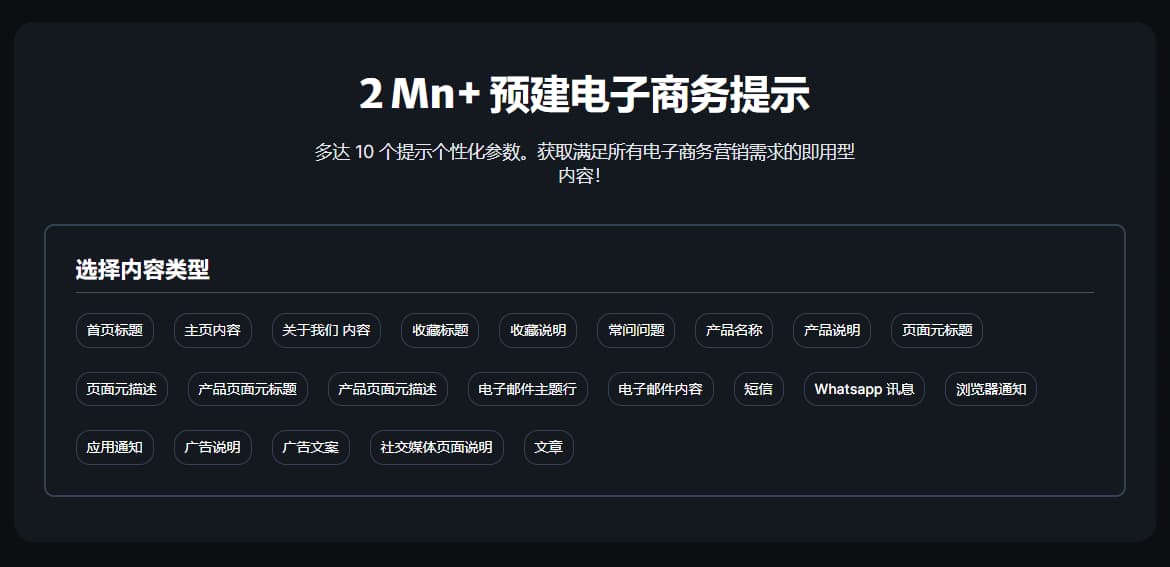 2 Mn+ 预建电子商务提示
多达 10 个提示个性化参数。获取满足所有电子商务营销需求的即用型
内容！
选择内容类型
首页标题 主页内容 关于我们 内容 收藏标题 收藏说明 常问问题 产品名称 产品说明 页面元标题
页面元描述 产品页面元标题 产品页面元描述 电子邮件主题行 电子邮件内容 短信 Whatsapp 讯息 浏览器通知
应用通知 广告说明 广告文案 社交媒体页面说明 文章